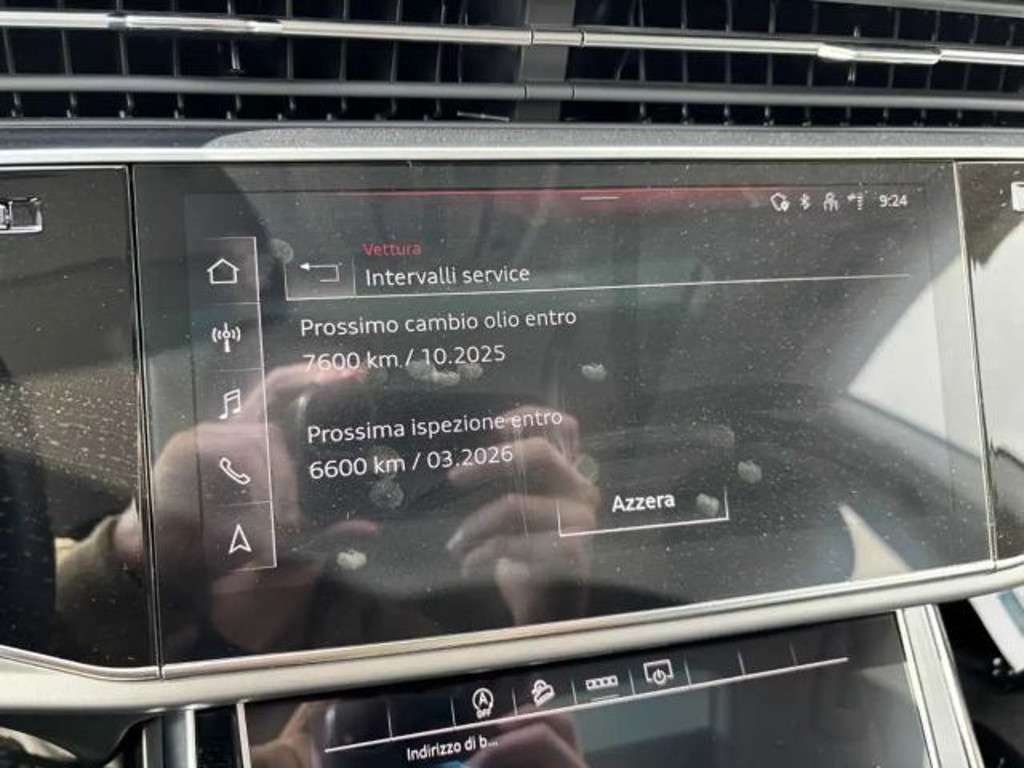 9:24
Vettura
Intervalli service
Prossimo cambio olio entro
7600 km / 10.2025
Prossima ispezione entro
6600 km / 03.2026
Azzera
A
OFF
Indirizzo di b...